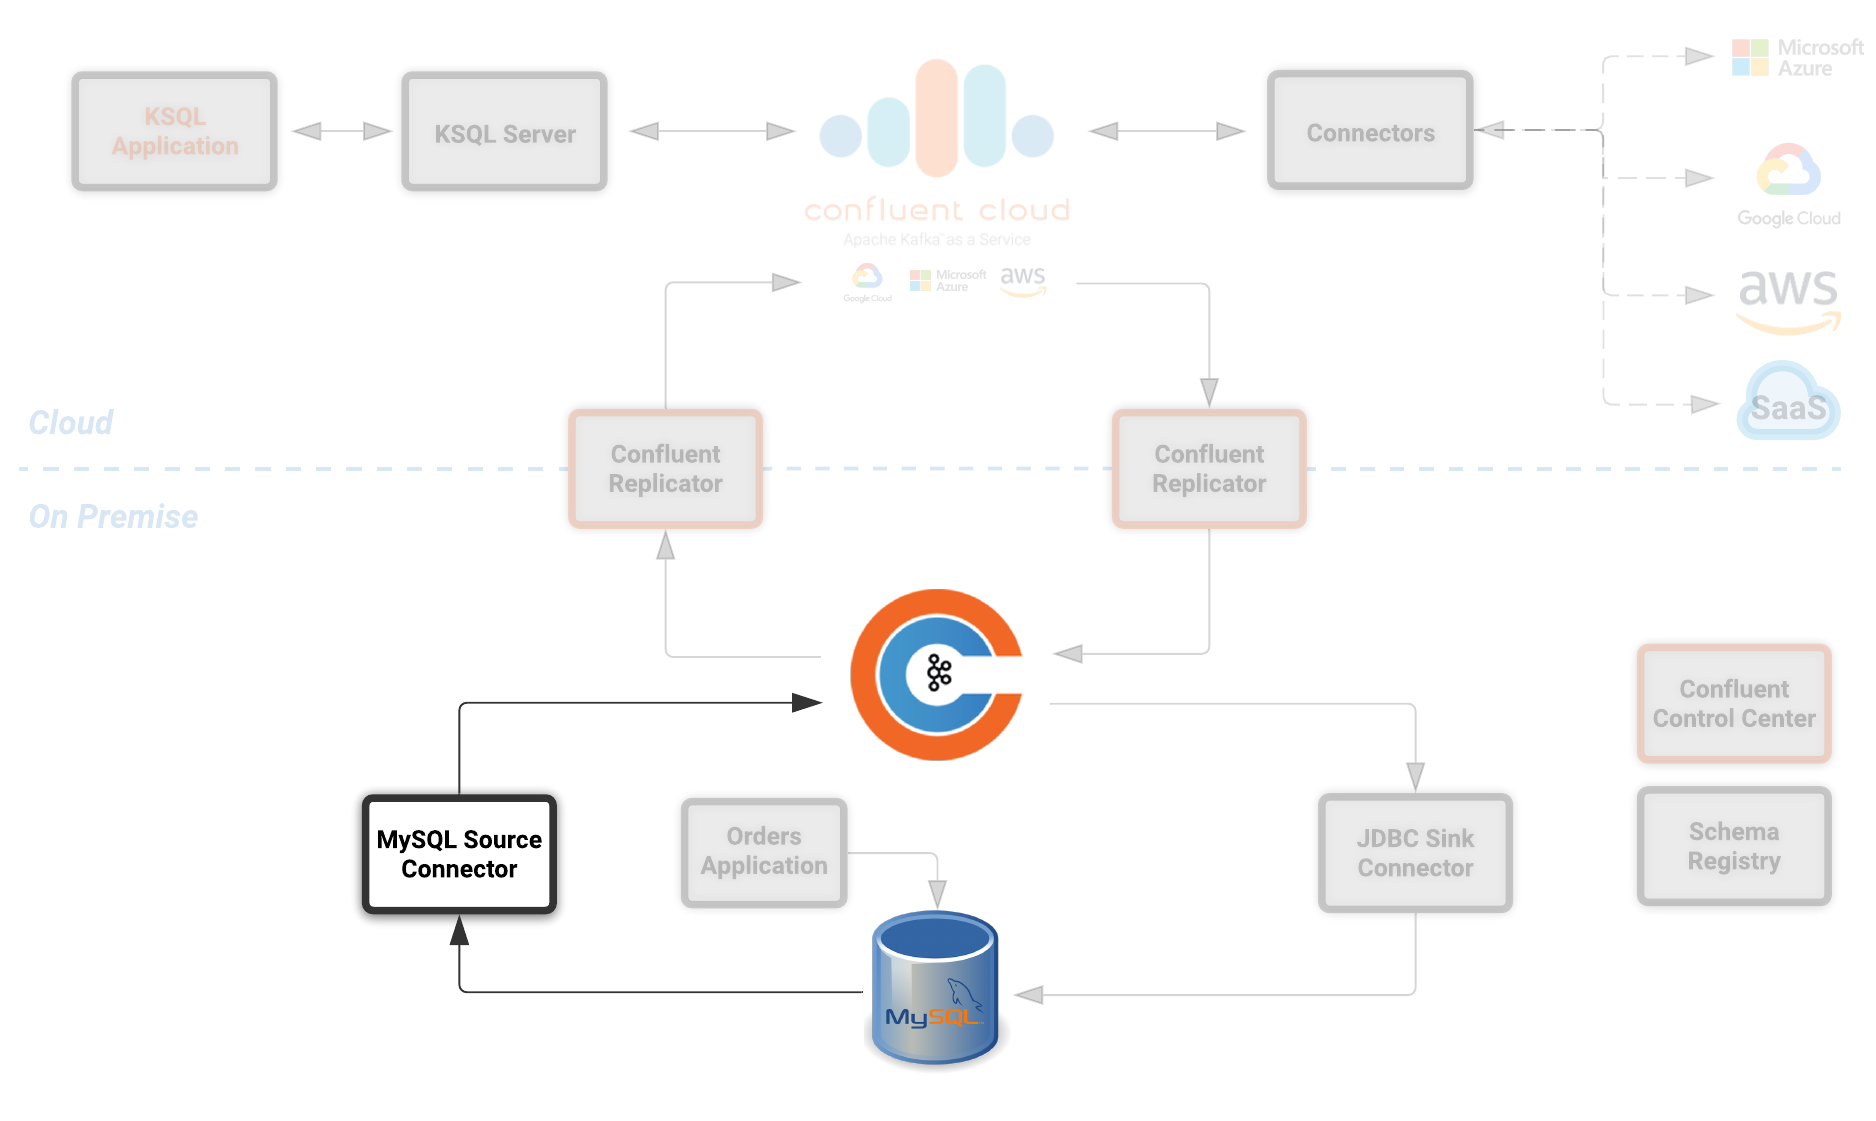 KSQL
Application
KSQL Server
confluent cloud
Apache Kafka™ as a Service
Google Cloud
Microsoft
Azure
aws
Connectors
Microsoft
Azure
Google Cloud
aws
SaaS
Cloud
On Premise
Confluent
Replicator
Confluent
Replicator
MySQL Source
Connector
Orders
Application
JDBC Sink
Connector
Confluent
Control Center
Schema
Registry
MySQL